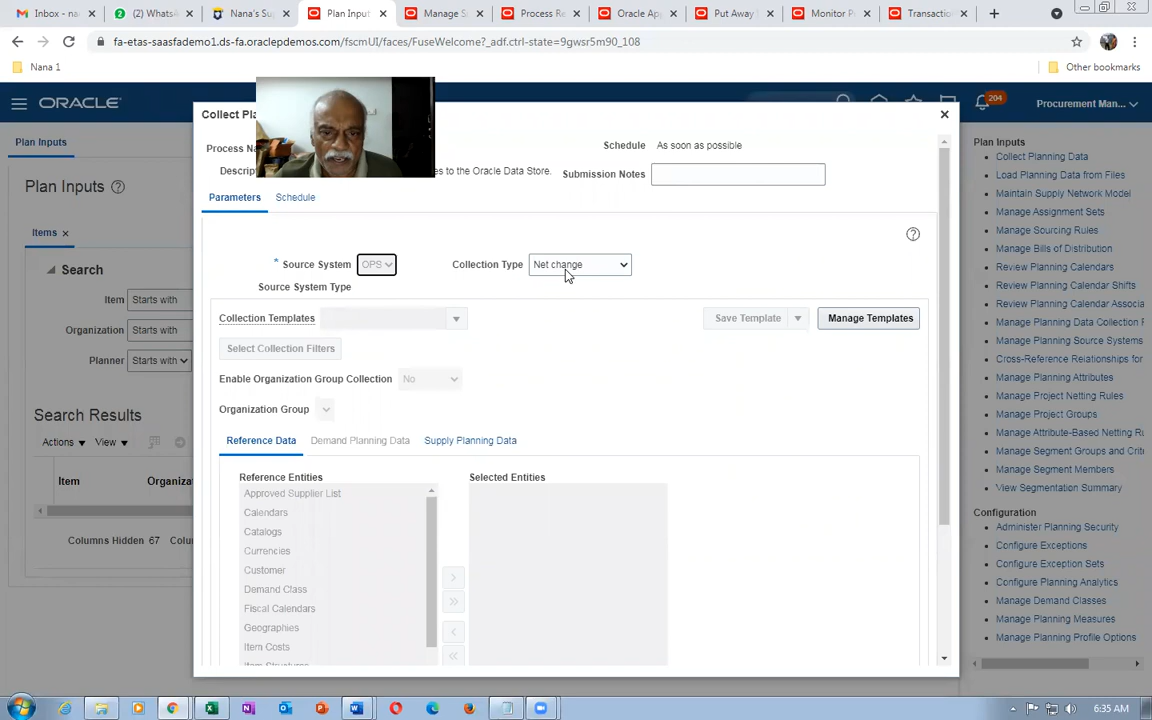 Inbox - na
(2) WhatsA
Nana's Su
Plan Input
Manage S
Process Re
Oracle Ap
Put Away
Monitor P
Transactio
fa-etas-saasfademo1.ds-fa.oraclepdemos.com/fscmUI/faces/FuseWelcome?_adf.ctrl-state=9gwsr5m90_108
Nana 1
Other bookmarks
ORACLE
204
Procurement Man...
Plan Inputs
Plan Inputs
Items
Search
Item
Starts with
Organization
Starts with
Planner
Starts with
Search Results
Actions
View
Item
Organiza
Columns Hidden 67
Colum
Collect Pla
Process Na
Descrip
es to the Oracle Data Store.
Schedule
As soon as possible
Submission Notes
Parameters
Schedule
* Source System
OPS
Collection Type
Net change
Source System Type
Collection Templates
Save Template
Manage Templates
Select Collection Filters
Enable Organization Group Collection
No
Organization Group
Reference Data
Demand Planning Data
Supply Planning Data
Reference Entities
Selected Entities
Approved Supplier List
Calendars
Catalogs
Currencies
Customer
Demand Class
Fiscal Calendars
Geographies
Item Costs
Item Structures
Plan Inputs
Collect Planning Data
Load Planning Data from Files
Maintain Supply Network Model
Manage Assignment Sets
Manage Sourcing Rules
Manage Bills of Distribution
Review Planning Calendars
Review Planning Calendar Shifts
Review Planning Calendar Associa
Manage Planning Data Collection F
Manage Planning Source Systems
Cross-Reference Relationships for
Manage Planning Attributes
Manage Project Netting Rules
Manage Project Groups
Manage Attribute-Based Netting Ru
Manage Segment Groups and Crite
Manage Segment Members
View Segmentation Summary
Configuration
Administer Planning Security
Configure Exceptions
Configure Exception Sets
Configure Planning Analytics
Manage Demand Classes
Manage Planning Measures
Manage Planning Profile Options
6:35 AM